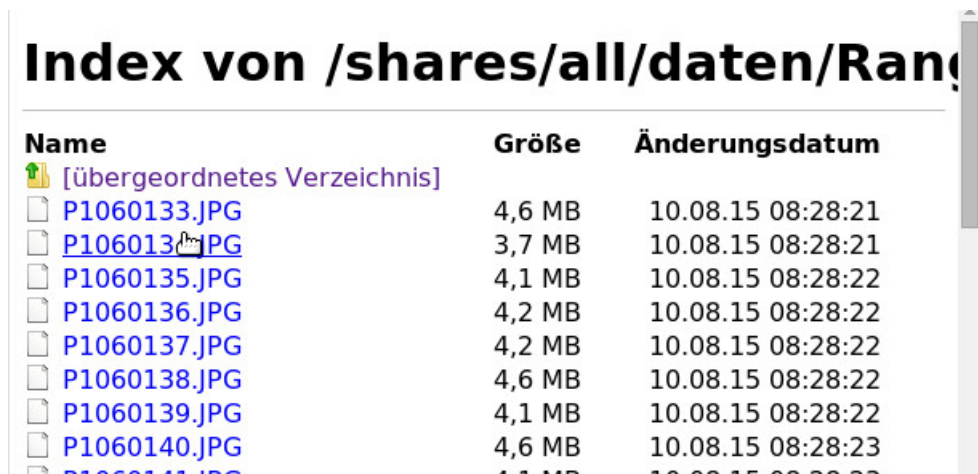 Index von /shares/all/daten/Rang
Name Größe Änderungsdatum
[übergeordnetes Verzeichnis]
P1060133.JPG 4,6 MB 10.08.15 08:28:21
3,7 MB 10.08.15 08:28:21
P1060135.JPG 4,1 MB 10.08.15 08:28:22
P1060136.JPG 4,2 MB 10.08.15 08:28:22
P1060137.JPG 4,2 MB 10.08.15 08:28:22
P1060138.JPG 4,6 MB 10.08.15 08:28:22
P1060139.JPG 4,1 MB 10.08.15 08:28:22
P1060140.JPG 4,6 MB 10.08.15 08:28:23